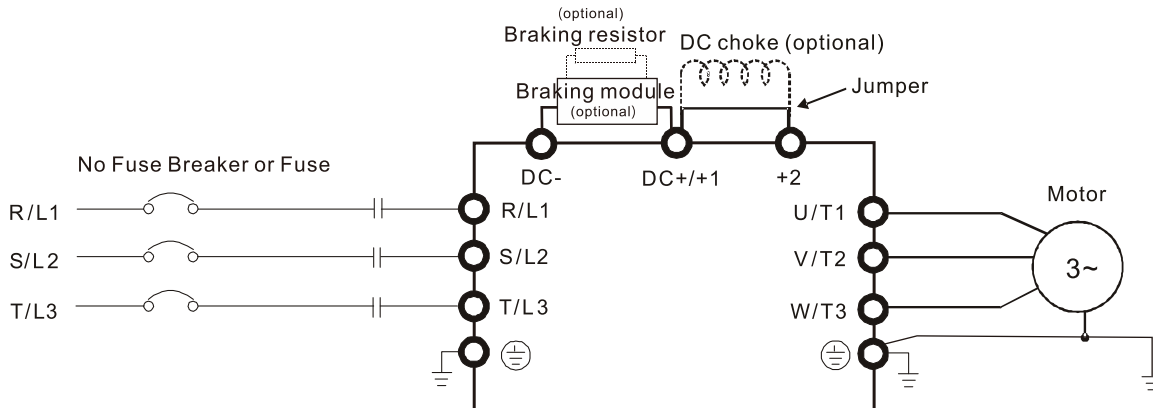 (optional)
Braking resistor
DC choke (optional)
Braking module
(optional)
Jumper
No Fuse Breaker or Fuse
DC-
DC+/+1
+2
Motor
R/L1
R/L1
U/T1
S/L2
S/L2
V/T2
3~
T/L3
T/L3
W/T3